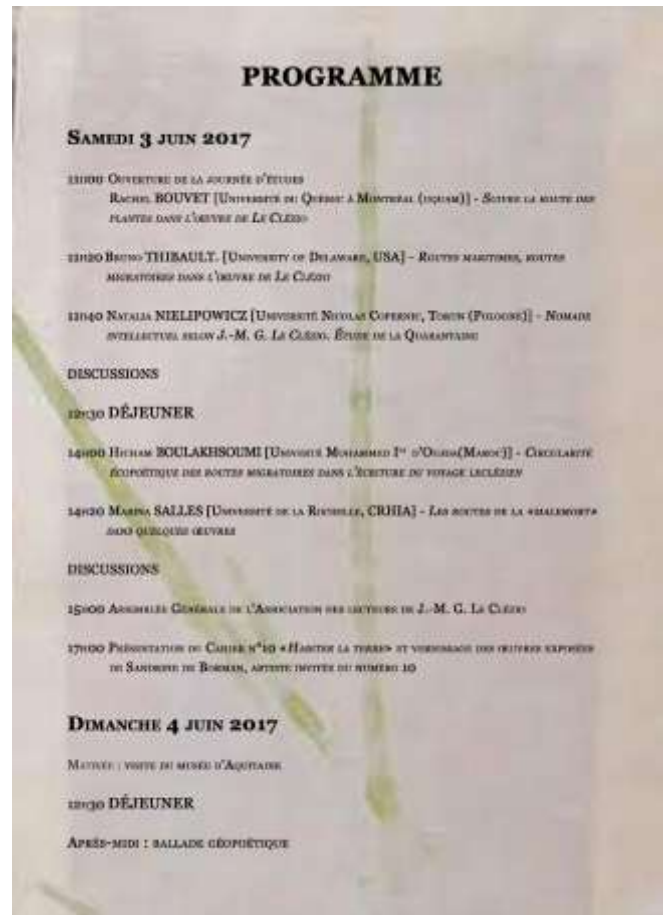 PROGRAMME
SAMEDI 3 JUIN 2017
11H00 OUVERTURE DE LA JOURNÉE D'ÉTUDES
RACHEL BOUVET [UNIVERSITÉ DU QUÉBEC À MONTRÉAL (UQUAM)] - SUIVRE LA ROUTE DES
PLANTES DANS L'ŒUVRE DE LE CLÉZIO
11H20 BRUNO THIBAULT. [UNIVERSITY OF DELAWARE, USA] - ROUTES MARITIMES, ROUTES
MIGRATOIRES DANS L'ŒUVRE DE LE CLÉZIO
11H40 NATALIA NIELIPOWICZ [UNIVERSITÉ NICOLAS COPERNIC, TORUN (POLOGNE)] - NOMADE
INTELLECTUEL SELON J.-M. G. LE CLÉZIO. ÉTUDE DE LA QUARANTAINE
DISCUSSIONS
12H30 DÉJEUNER
14H00 HICHAM BOULAKHSOUMI [MOHAMMED Iᵉʳ D'OUJDA(MAROC)] - CIRCULARITÉ
ÉCOPOÉTIQUE DES ROUTES MIGRATOIRES DANS L'ÉCRITURE DU VOYAGE LECLÉZIEN
14H20 MARINA SALLES [UNIVERSITÉ DE LA ROCHELLE, CRHIA] - LES ROUTES DE LA «MALEMORT»
DANS QUELQUES ŒUVRES
DISCUSSIONS
15H00 ASSEMBLÉE GÉNÉRALE DE L'ASSOCIATION DES LECTEURS DE J.-M. G. LE CLÉZIO
17H00 PRÉSENTATION DU CAHIER N°10 «HABITER LA TERRE» ET VERNISSAGE DES ŒUVRES EXPOSÉES
DE SANDRINE DE BORMAN, ARTISTE INVITÉE DU NUMÉRO 10
DIMANCHE 4 JUIN 2017
MATINÉE : VISITE DU MUSÉE D'AQUITAINE
12H30 DÉJEUNER
APRÈS-MIDI : BALLADE GÉOPOÉTIQUE